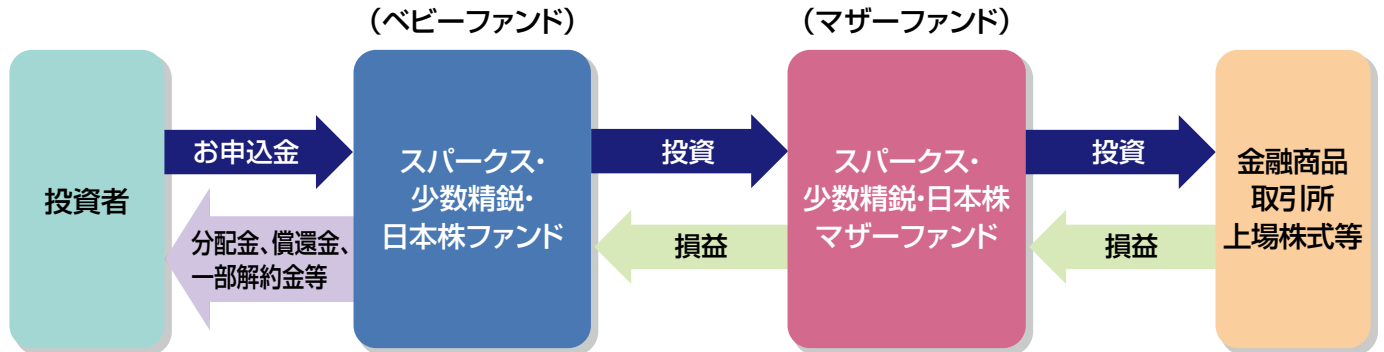 （ベビーファンド）
（マザーファンド）
投資者
お申込金
分配金、償還金、
一部解約金等
スパークス・
少数精鋭・
日本株ファンド
投資
損益
スパークス・
少数精鋭・日本株
マザーファンド
投資
損益
金融商品
取引所
上場株式等